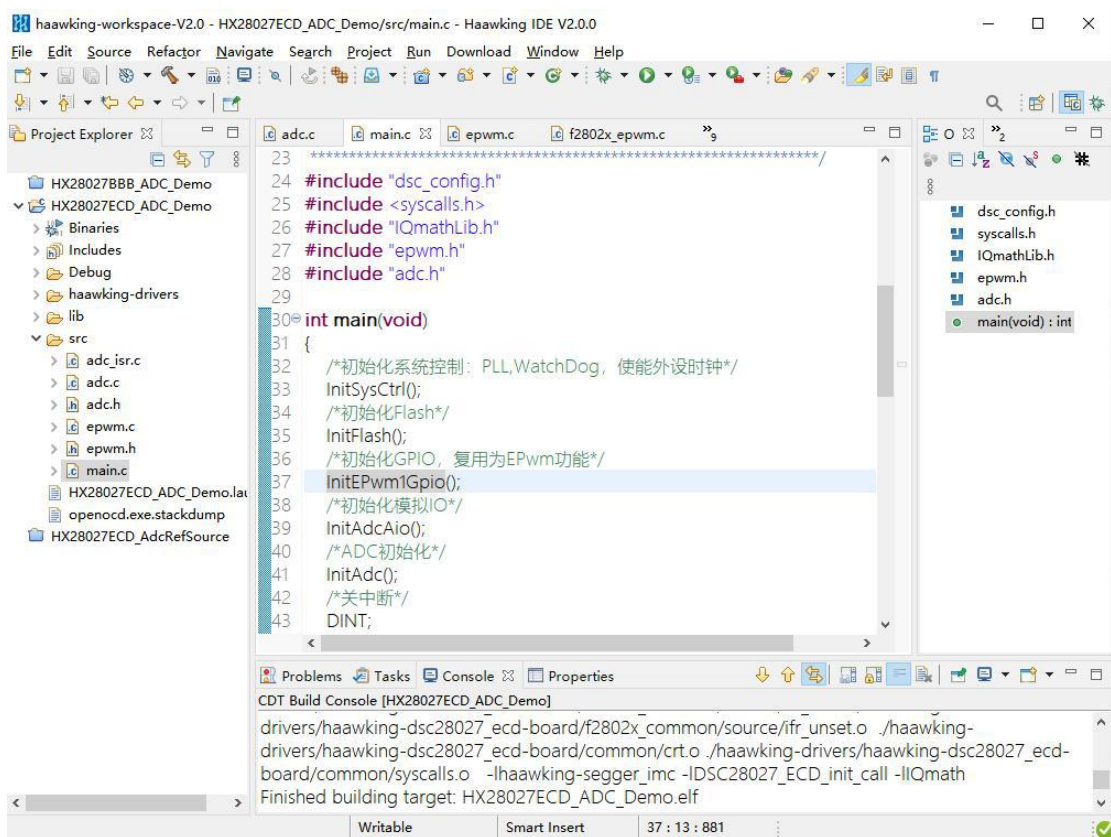 haawking-workspace-V2.0 - HX28027ECD_ADC_Demo/src/main.c - Haawking IDE V2.0.0
File Edit Source Refactor Navigate Search Project Run Download Window Help
Project Explorer
HX28027BBB_ADC_Demo
HX28027ECD_ADC_Demo
Binaries
Includes
Debug
haawking-drivers
lib
src
adc_isr.c
adc.c
adc.h
epwm.c
epwm.h
main.c
HX28027ECD_ADC_Demo.lau
openocd.exe.stackdump
HX28027ECD_AdcRefSource
adc.c main.c epwm.c f2802x_epwm.c »9
23 ******************************************************************/
24 #include "dsc_config.h"
25 #include <syscalls.h>
26 #include "IQmathLib.h"
27 #include "epwm.h"
28 #include "adc.h"
29
30 int main(void)
31 {
32 /*初始化系统控制：PLL,WatchDog，使能外设时钟*/
33 InitSysCtrl();
34 /*初始化Flash*/
35 InitFlash();
36 /*初始化GPIO，复用为EPwm功能*/
37 InitEPwm1Gpio();
38 /*初始化模拟IO*/
39 InitAdcAio();
40 /*ADC初始化*/
41 InitAdc();
42 /*关中断*/
43 DINT;
O »2
dsc_config.h
syscalls.h
IQmathLib.h
epwm.h
adc.h
main(void) : int
Problems Tasks Console Properties
CDT Build Console [HX28027ECD_ADC_Demo]
drivers/haawking-dsc28027_ecd-board/f2802x_common/source/ifr_unset.o ./haawking-
drivers/haawking-dsc28027_ecd-board/common/crt.o ./haawking-drivers/haawking-dsc28027_ecd-
board/common/syscalls.o -lhaawking-segger_imc -lDSC28027_ECD_init_call -lIQmath
Finished building target: HX28027ECD_ADC_Demo.elf
Writable Smart Insert 37 : 13 : 881